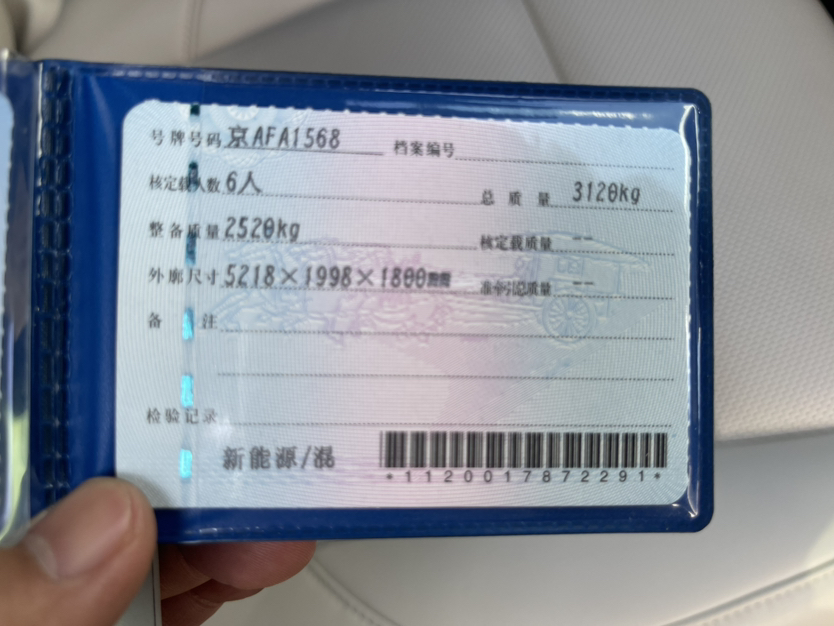 号牌号码 京AFA1568 档案编号
核定载人数 6人 总质量 3120kg
整备质量 2520kg 核定载质量 --
外廓尺寸 5218×1998×1800mm 准牵引总质量 --
备注
检验记录
新能源/混
*1120017872291*